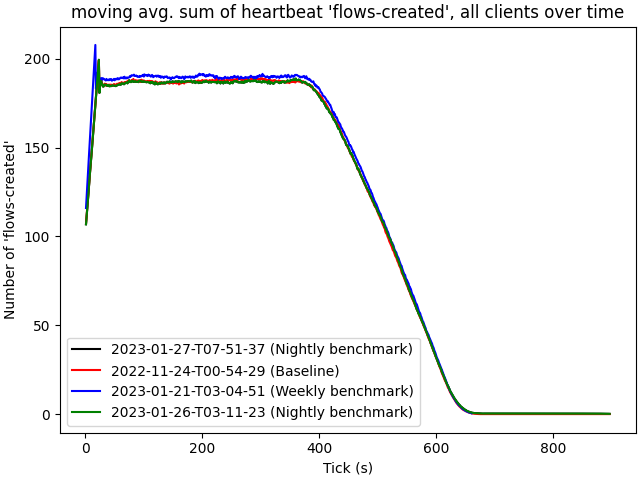 moving avg. sum of heartbeat 'flows-created', all clients over time
Number of 'flows-created'
200
150
100
50
0
2023-01-27-T07-51-37 (Nightly benchmark)
2022-11-24-T00-54-29 (Baseline)
2023-01-21-T03-04-51 (Weekly benchmark)
2023-01-26-T03-11-23 (Nightly benchmark)
0 200 400 600 800
Tick (s)